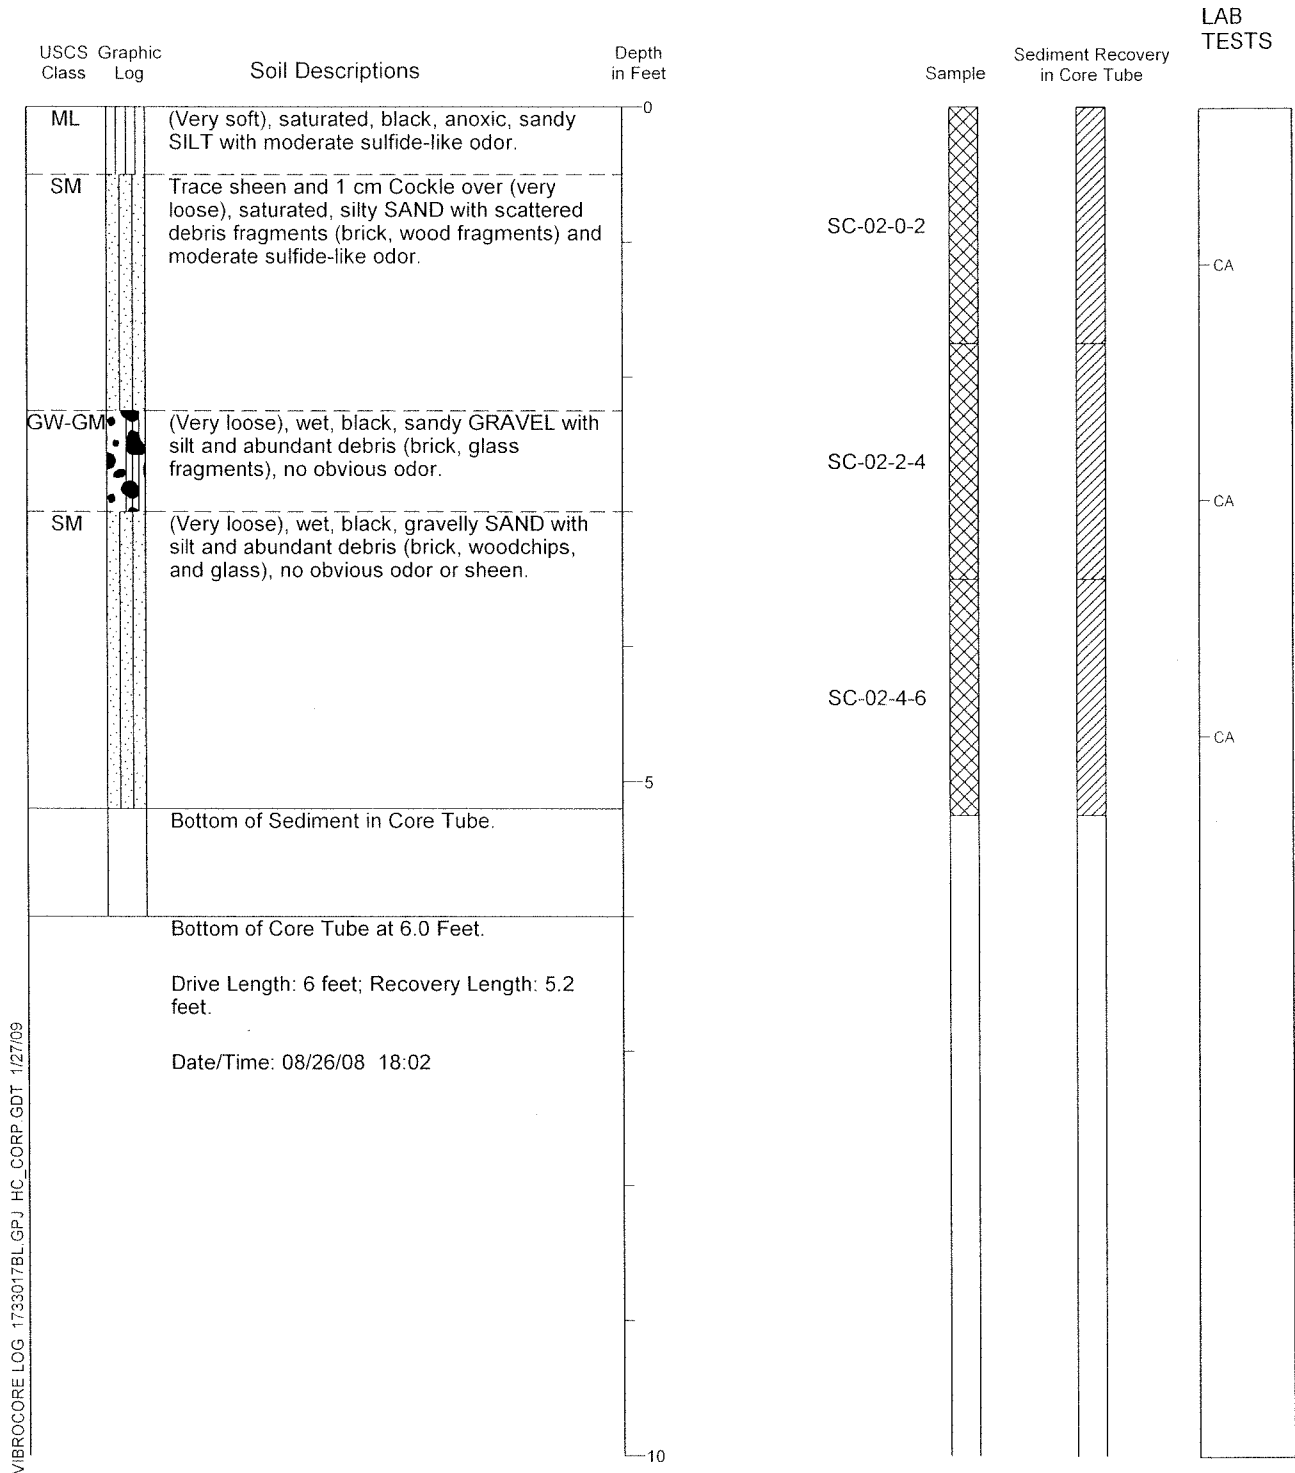 LAB
TESTS
USCS Graphic
Class Log
Soil Descriptions
Depth
in Feet
Sample
Sediment Recovery
in Core Tube
0
ML
(Very soft), saturated, black, anoxic, sandy
SILT with moderate sulfide-like odor.
SM
Trace sheen and 1 cm Cockle over (very
loose), saturated, silty SAND with scattered
debris fragments (brick, wood fragments) and
moderate sulfide-like odor.
SC-02-0-2
CA
GW-GM
(Very loose), wet, black, sandy GRAVEL with
silt and abundant debris (brick, glass
fragments), no obvious odor.
SC-02-2-4
CA
SM
(Very loose), wet, black, gravelly SAND with
silt and abundant debris (brick, woodchips,
and glass), no obvious odor or sheen.
SC-02-4-6
CA
5
Bottom of Sediment in Core Tube.
Bottom of Core Tube at 6.0 Feet.
Drive Length: 6 feet; Recovery Length: 5.2
feet.
Date/Time: 08/26/08 18:02
10
VIBROCORE LOG 1733017BL.GPJ HC_CORP.GDT 1/27/09